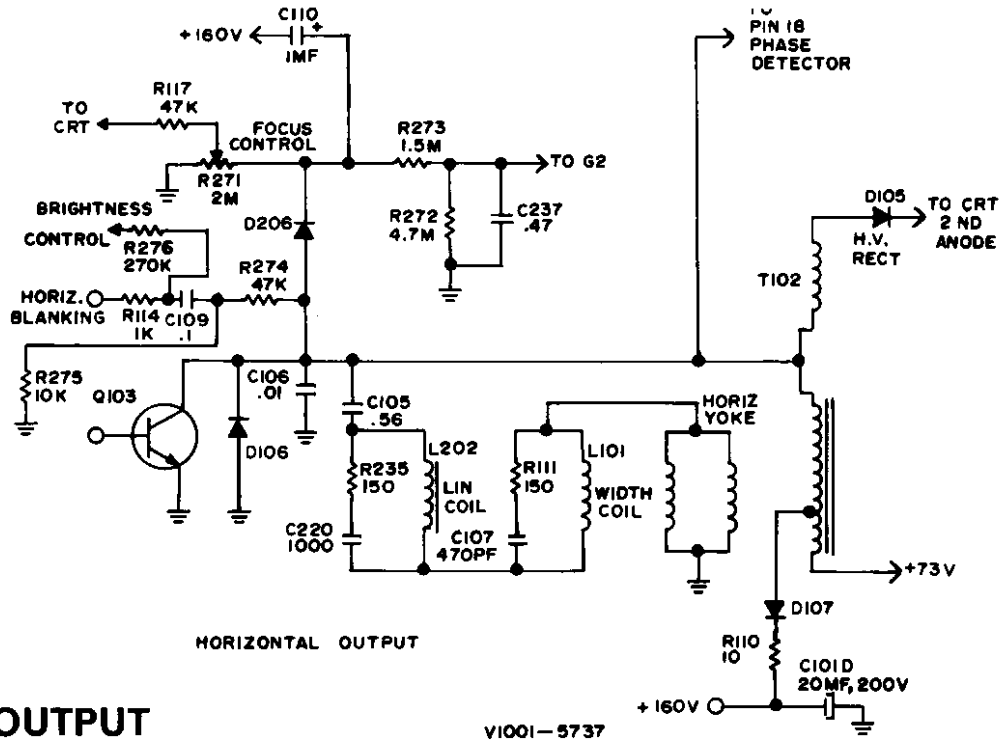 C110
+160V
+
1MF
TO
PIN 18
PHASE
DETECTOR
R117
47K
TO
CRT
FOCUS
CONTROL
R273
1.5M
TO G2
R271
2M
D105
TO CRT
2 ND
ANODE
H.V.
RECT
BRIGHTNESS
CONTROL
R276
270K
D206
R272
4.7M
C237
.47
R274
47K
T102
HORIZ.
BLANKING
R114
1K
C109
.1
R275
10K
Q103
D106
C106
.01
C105
.56
HORIZ
YOKE
L202
R235
150
LIN
COIL
R111
150
L101
WIDTH
COIL
C220
1000
C107
470PF
+73V
D107
HORIZONTAL OUTPUT
R110
10
C101D
20MF, 200V
+160V
OUTPUT
V1001-5737